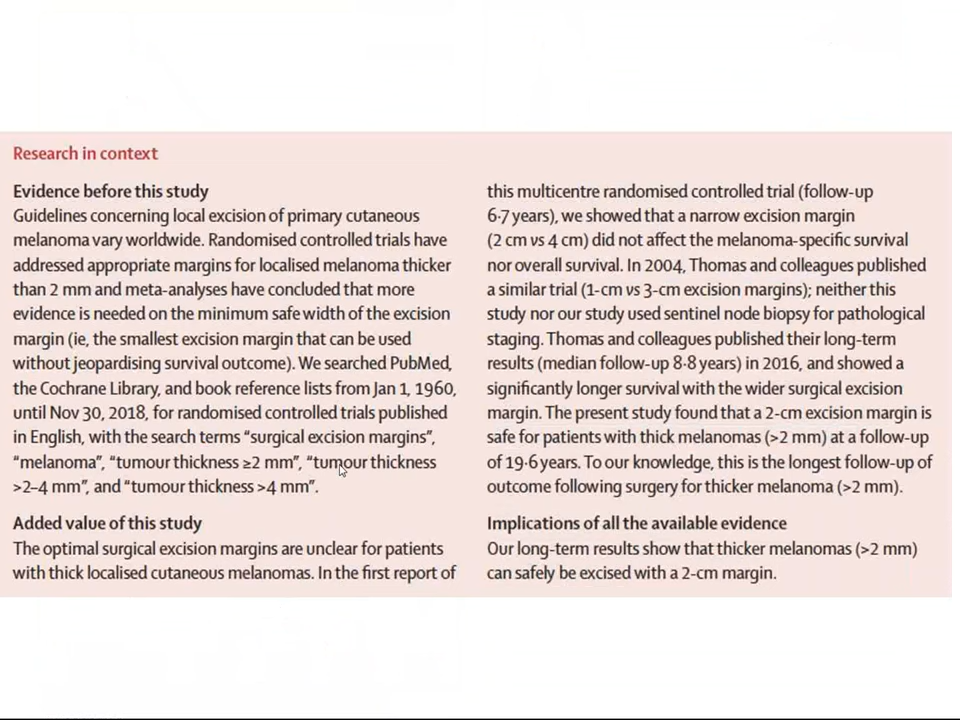 Research in context
Evidence before this study
Guidelines concerning local excision of primary cutaneous
melanoma vary worldwide. Randomised controlled trials have
addressed appropriate margins for localised melanoma thicker
than 2 mm and meta-analyses have concluded that more
evidence is needed on the minimum safe width of the excision
margin (ie, the smallest excision margin that can be used
without jeopardising survival outcome). We searched PubMed,
the Cochrane Library, and book reference lists from Jan 1, 1960,
until Nov 30, 2018, for randomised controlled trials published
in English, with the search terms “surgical excision margins”,
“melanoma”, “tumour thickness ≥2 mm”, “tumour thickness
>2–4 mm”, and “tumour thickness >4 mm”.
Added value of this study
The optimal surgical excision margins are unclear for patients
with thick localised cutaneous melanomas. In the first report of
this multicentre randomised controlled trial (follow-up
6·7 years), we showed that a narrow excision margin
(2 cm vs 4 cm) did not affect the melanoma-specific survival
nor overall survival. In 2004, Thomas and colleagues published
a similar trial (1-cm vs 3-cm excision margins); neither this
study nor our study used sentinel node biopsy for pathological
staging. Thomas and colleagues published their long-term
results (median follow-up 8·8 years) in 2016, and showed a
significantly longer survival with the wider surgical excision
margin. The present study found that a 2-cm excision margin is
safe for patients with thick melanomas (>2 mm) at a follow-up
of 19·6 years. To our knowledge, this is the longest follow-up of
outcome following surgery for thicker melanoma (>2 mm).
Implications of all the available evidence
Our long-term results show that thicker melanomas (>2 mm)
can safely be excised with a 2-cm margin.